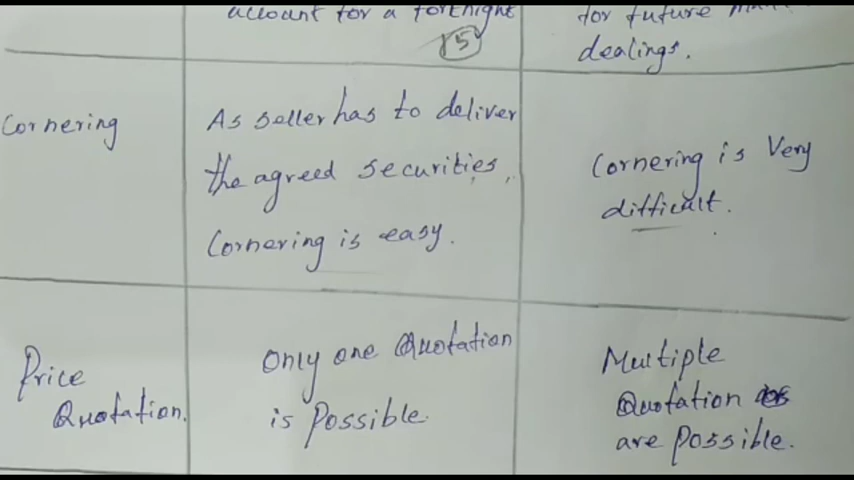 account for a fortnight
15
for future
dealings.
Cornering
As seller has to deliver
the agreed securities,
Cornering is easy.
Cornering is Very
difficult.
Price
Quotation.
Only one Quotation
is Possible.
Multiple
Quotation
are possible.